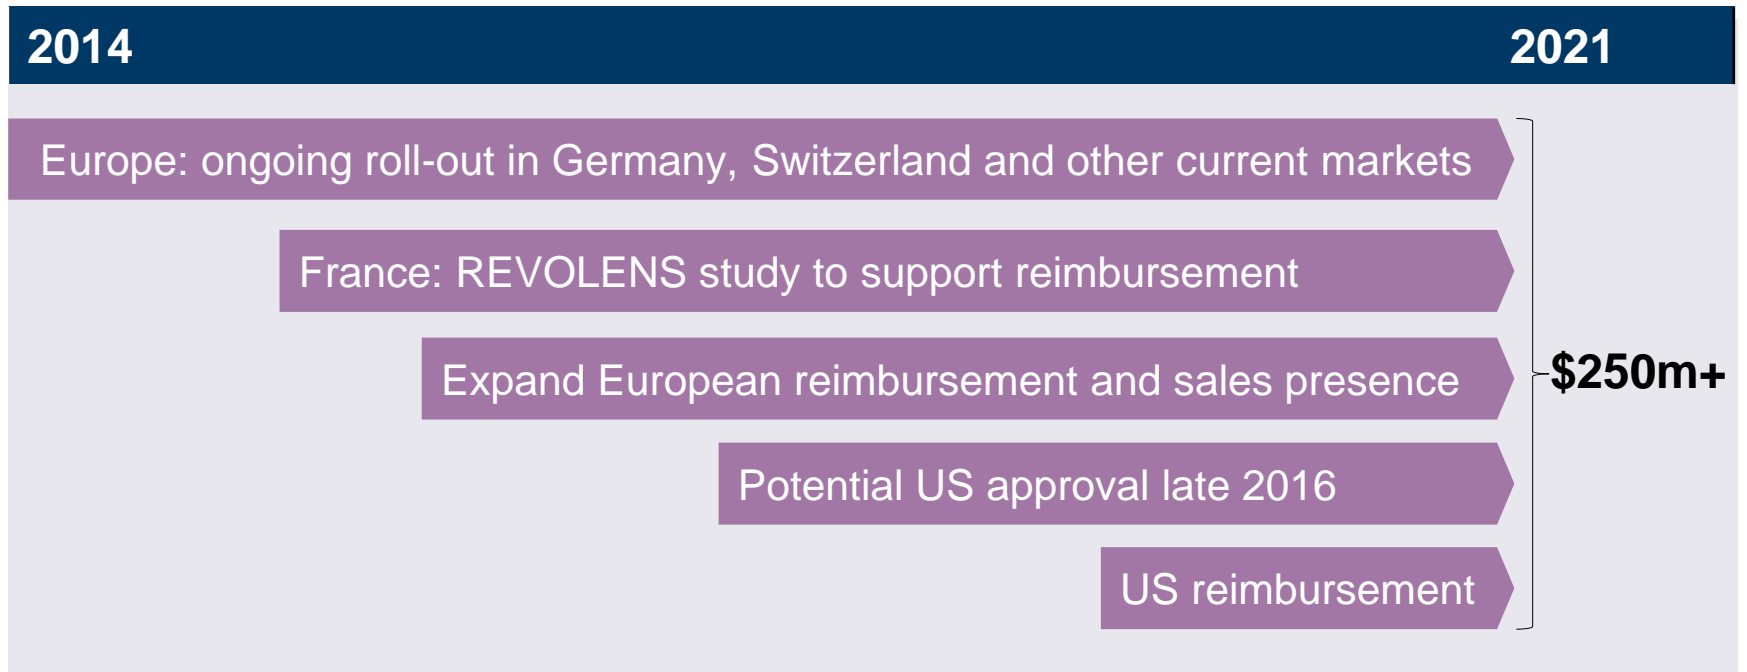 2014 2021
Europe: ongoing roll-out in Germany, Switzerland and other current markets
France: REVOLENS study to support reimbursement
Expand European reimbursement and sales presence
$250m+
Potential US approval late 2016
US reimbursement